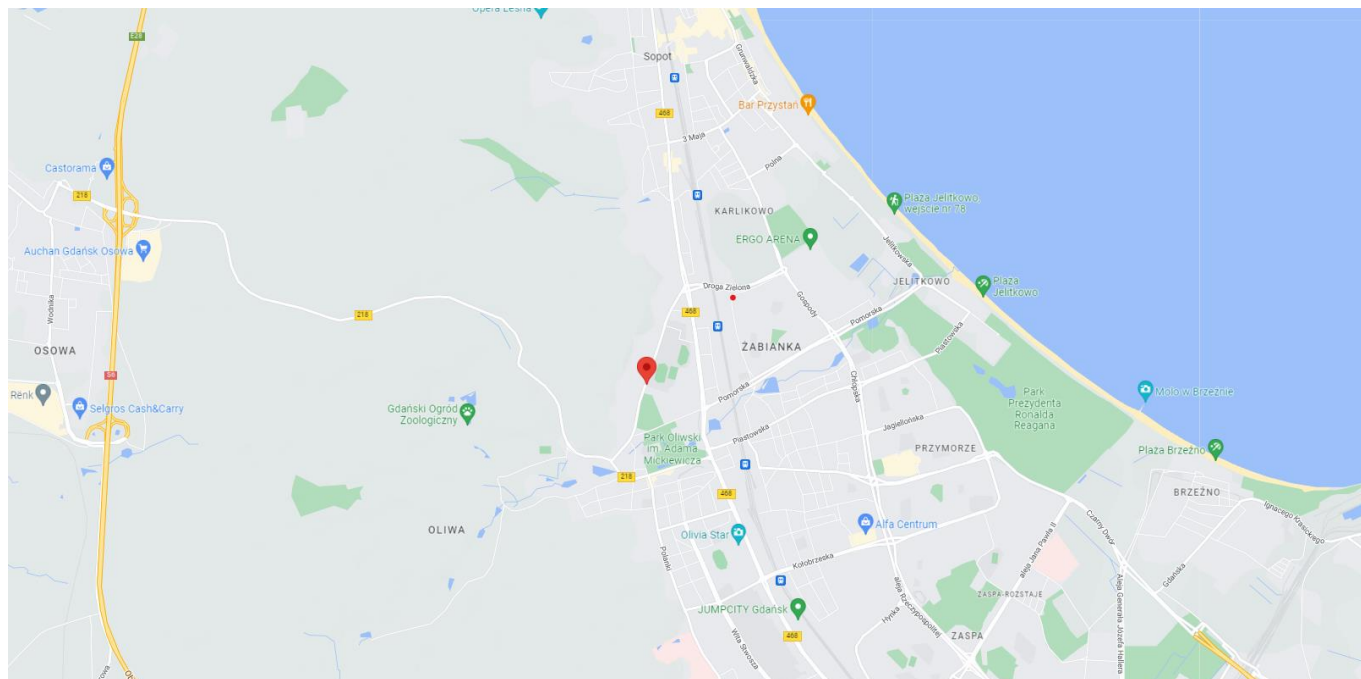 Opera Leśna
E28
Sopot
Grunwaldzka
Bar Przystań
468
3 Maja
Polna
Castorama
218
Plaża Jelitkowo,
wejście nr 78
KARLIKOWO
ERGO ARENA
Auchan Gdańsk Osowa
Jelitkowska
JELITKOWO
Plaża
Jelitkowo
Droga Zielona
Gospody
Wodnika
218
468
Pomorska
Piastowska
OSOWA
ŻABIANKA
S6
Renk
Selgros Cash&Carry
Gdański Ogród
Zoologiczny
Pomorska
Chłopska
Park
Prezydenta
Ronalda
Reagana
Molo w Brzeźnie
Park Oliwski
im. Adama
Mickiewicza
Piastowska
Jagiellońska
PRZYMORZE
Plaża Brzeźno
218
468
BRZEŹNO
Ignacego Krasickiego
OLIWA
Olivia Star
Alfa Centrum
Czarny Dwór
aleja Jana Pawła II
Polanki
Kołobrzeska
Gdańska
aleja Rzeczypospolitej
ZASPA-ROZSTAJE
Aleja Generała Józefa Hallera
JUMPCITY Gdańsk
Hynka
468
ZASPA
Wita Stwosza